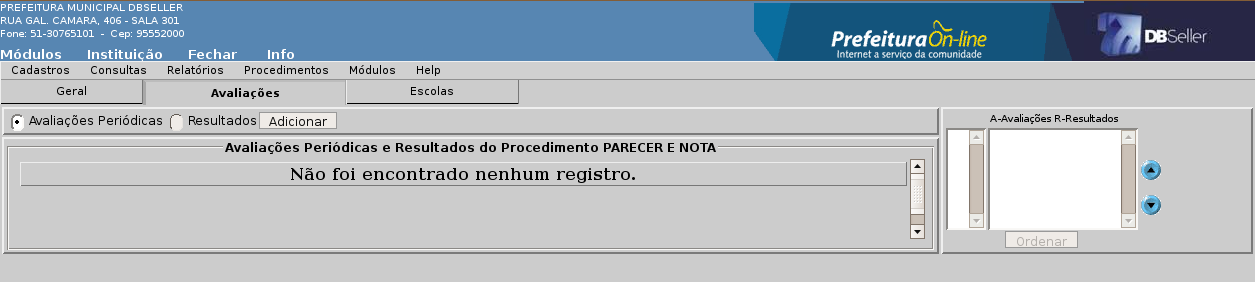 PREFEITURA MUNICIPAL DBSELLER
RUA GAL. CAMARA, 406 - SALA 301
Fone: 51-30765101 - Cep: 95552000
Módulos Instituição Fechar Info
PrefeituraOn-line
Internet a serviço da comunidade
DBSeller
Cadastros Consultas Relatórios Procedimentos Módulos Help
Geral Avaliações Escolas
Avaliações Periódicas Resultados Adicionar
A-Avaliações R-Resultados
Avaliações Periódicas e Resultados do Procedimento PARECER E NOTA
Não foi encontrado nenhum registro.
Ordenar